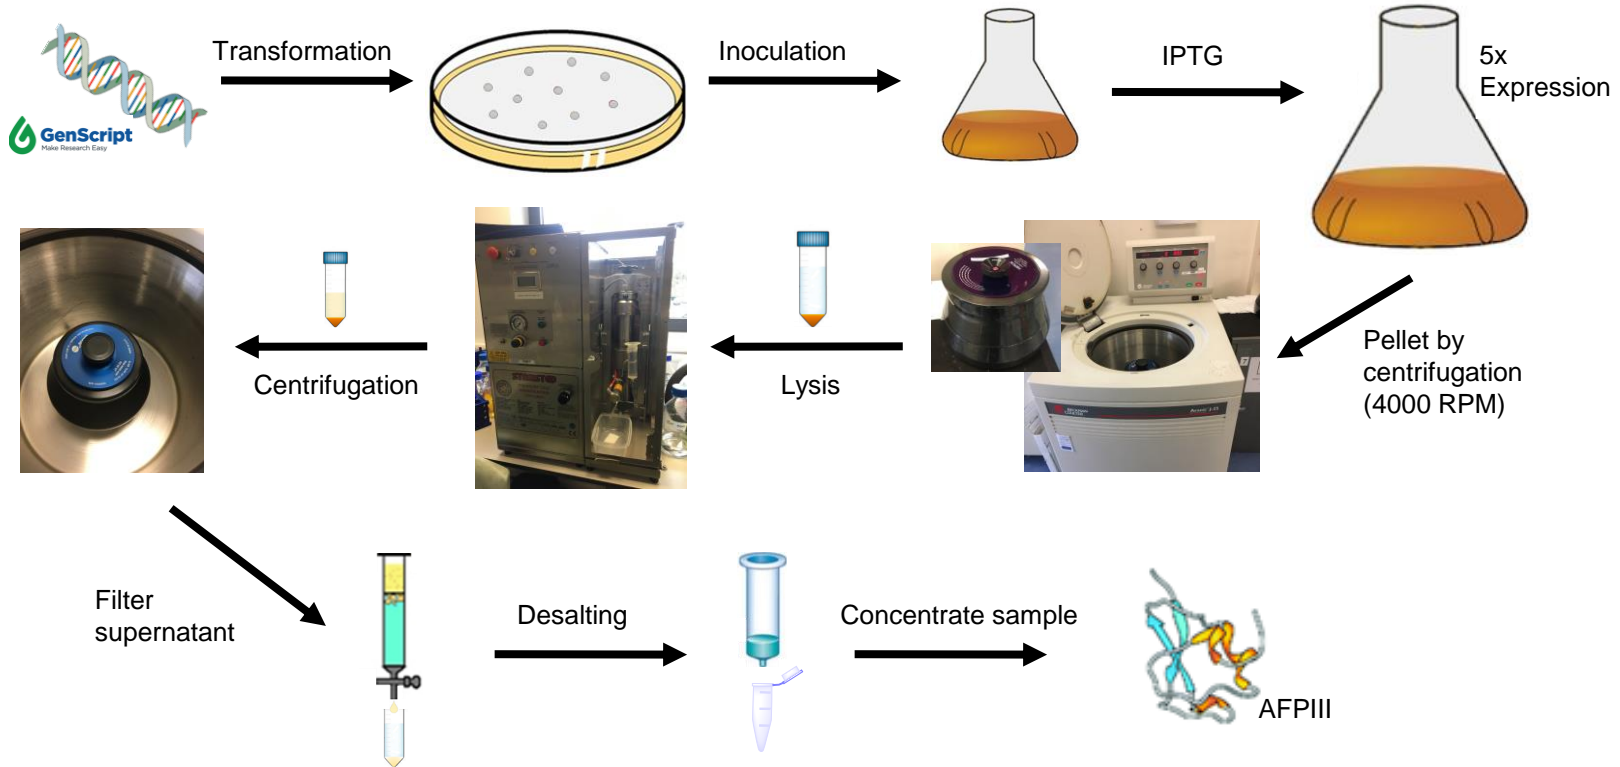 Transformation
Inoculation
IPTG
5x
Expression
GenScript
Make Research Easy
Centrifugation
Lysis
Pellet by
centrifugation
(4000 RPM)
Filter
supernatant
Desalting
Concentrate sample
AFPIII